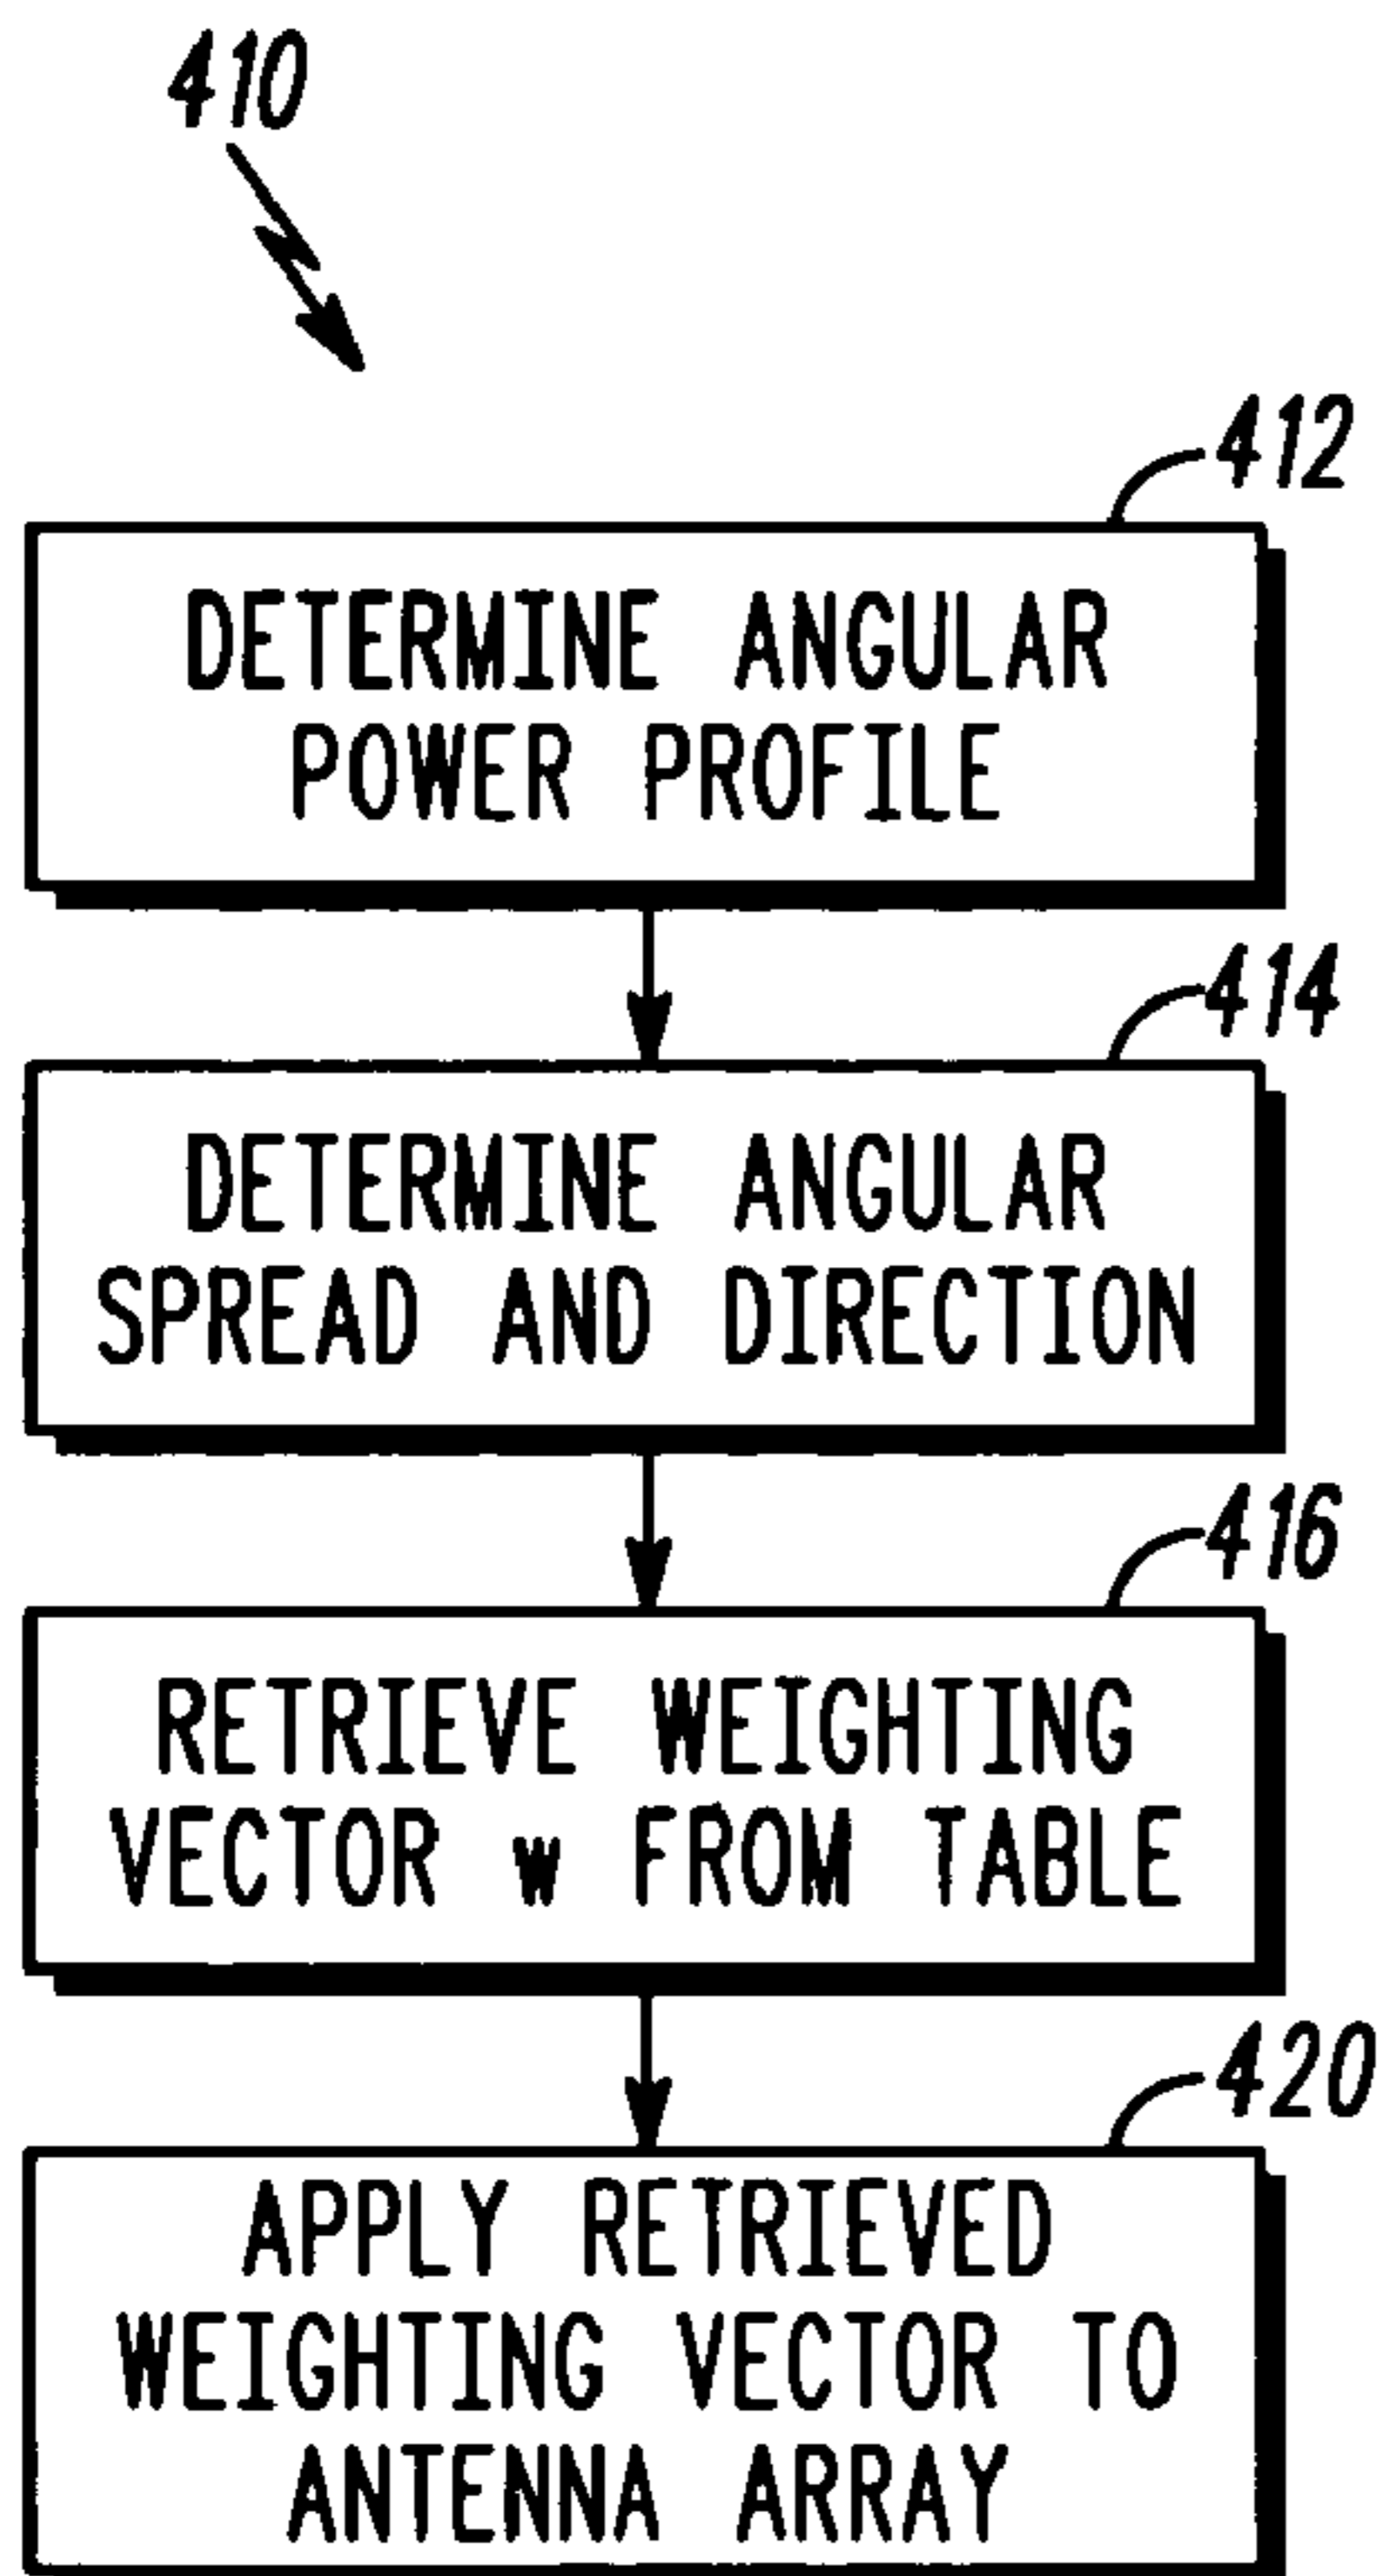 410
412
DETERMINE ANGULAR
POWER PROFILE
414
DETERMINE ANGULAR
SPREAD AND DIRECTION
416
RETRIEVE WEIGHTING
VECTOR w FROM TABLE
420
APPLY RETRIEVED
WEIGHTING VECTOR TO
ANTENNA ARRAY